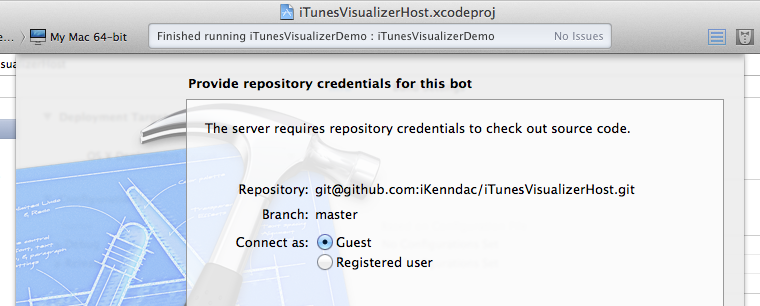 iTunesVisualizerHost.xcodeproj
e... My Mac 64-bit
Finished running iTunesVisualizerDemo : iTunesVisualizerDemo No Issues
Provide repository credentials for this bot
The server requires repository credentials to check out source code.
Repository: git@github.com:iKenndac/iTunesVisualizerHost.git
Branch: master
Connect as: Guest
Registered user